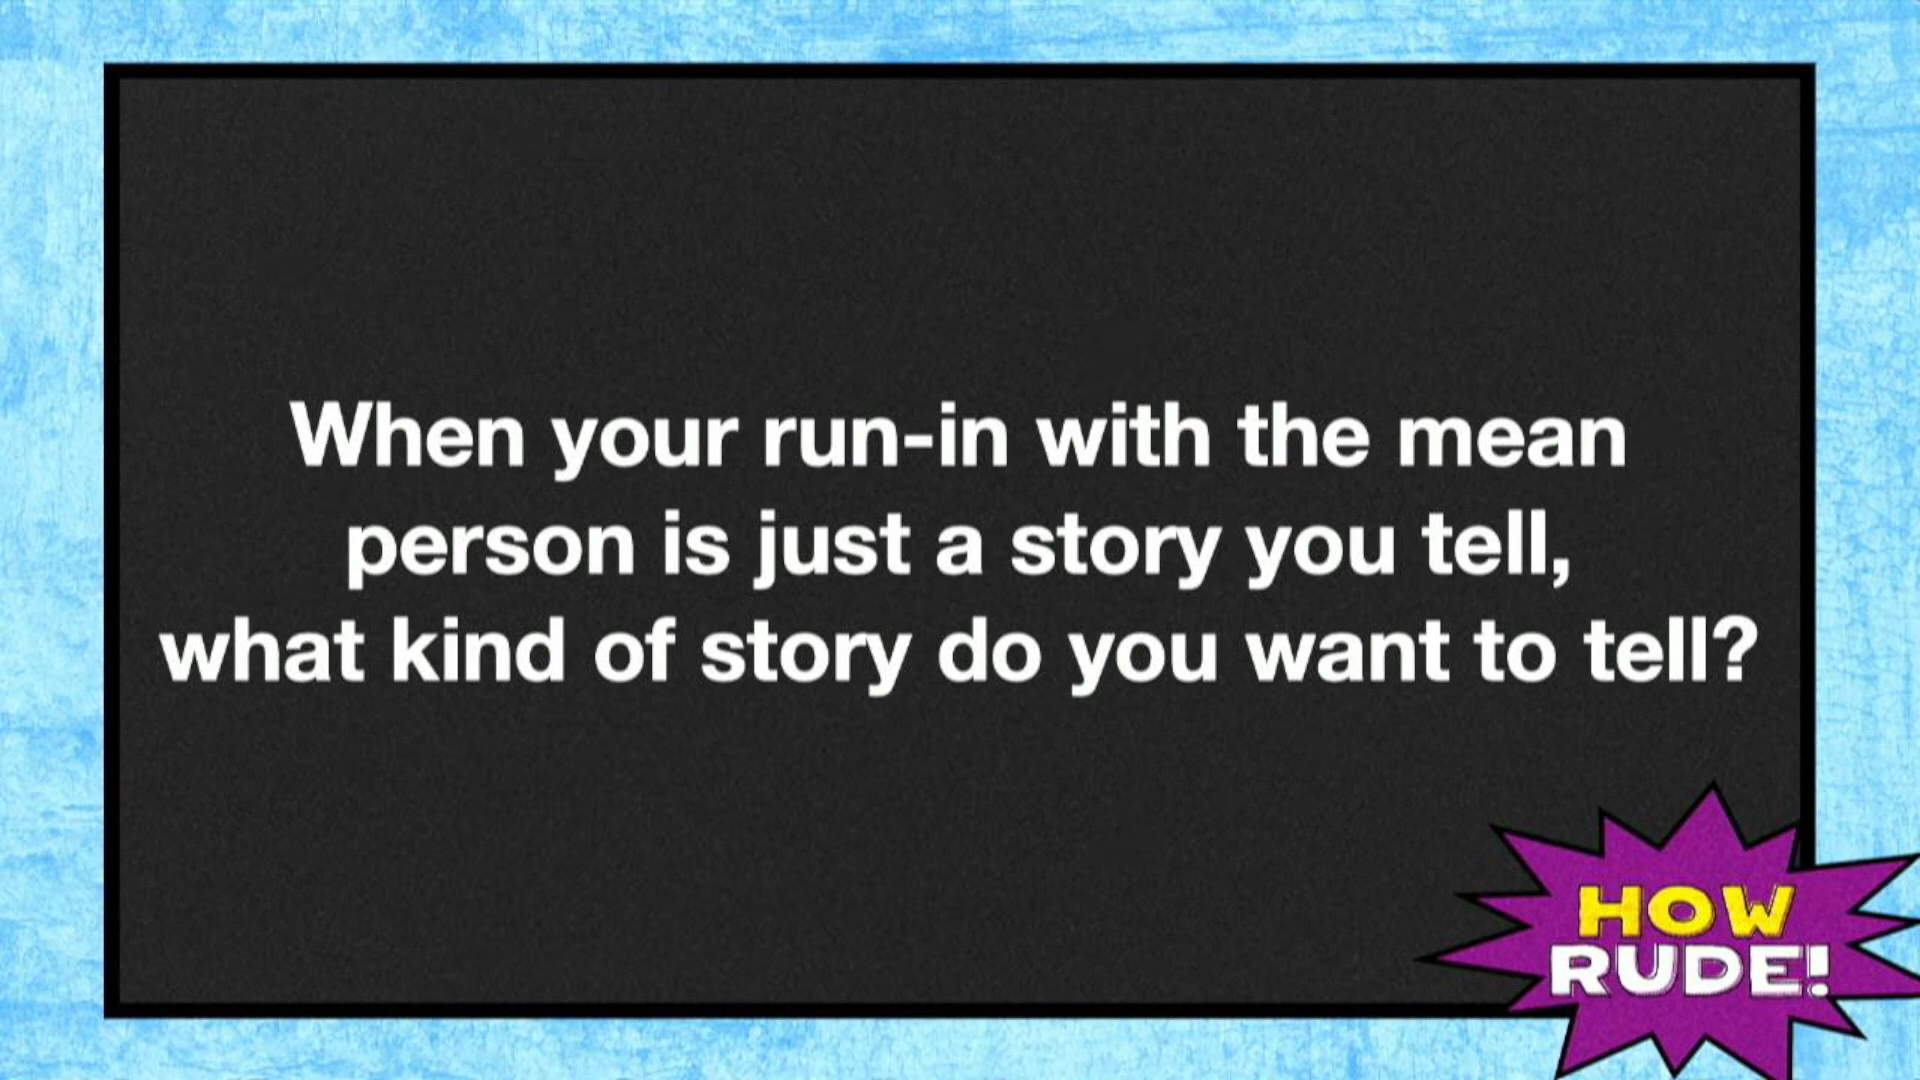 When your run-in with the mean
person is just a story you tell,
what kind of story do you want to tell?
HOW
RUDE!